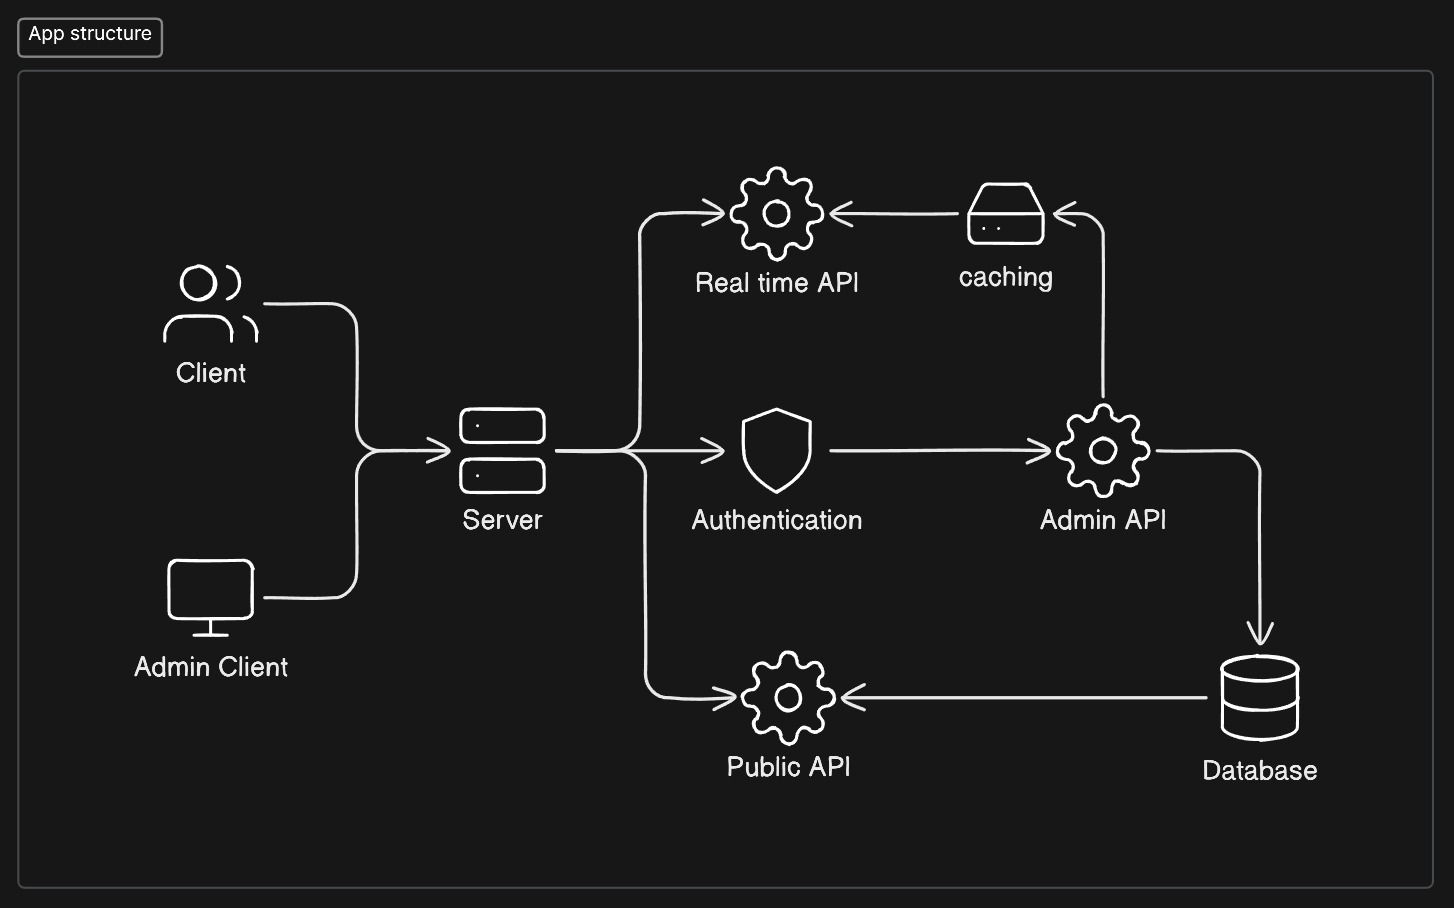 App structure
Real time API
caching
Client
Server
Authentication
Admin API
Admin Client
Public API
Database